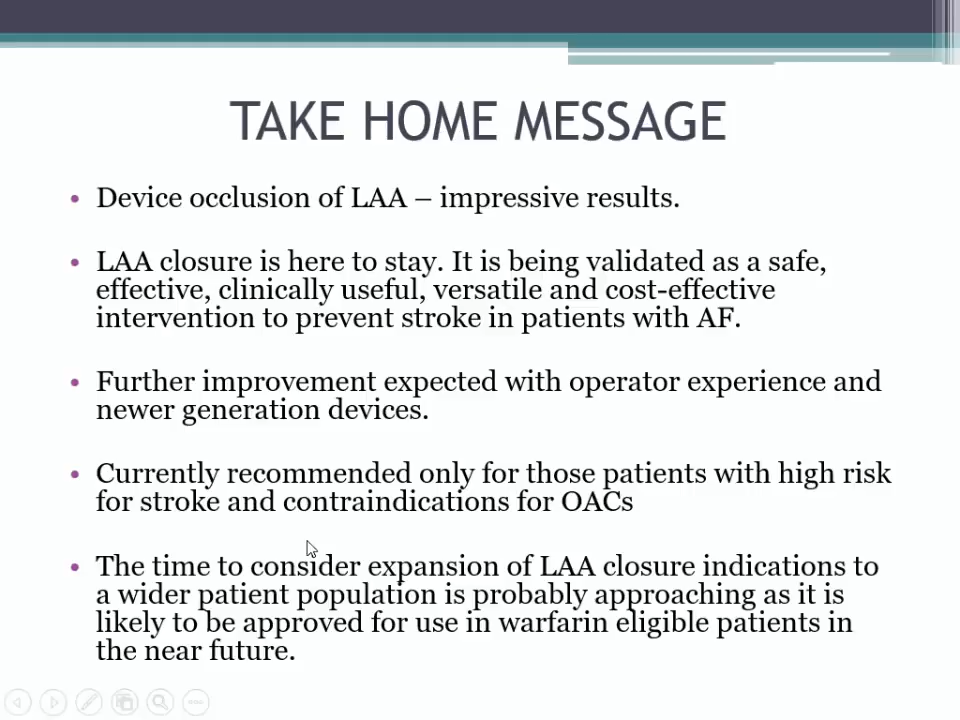 TAKE HOME MESSAGE
• Device occlusion of LAA – impressive results.
• LAA closure is here to stay. It is being validated as a safe,
effective, clinically useful, versatile and cost-effective
intervention to prevent stroke in patients with AF.
• Further improvement expected with operator experience and
newer generation devices.
• Currently recommended only for those patients with high risk
for stroke and contraindications for OACs
• The time to consider expansion of LAA closure indications to
a wider patient population is probably approaching as it is
likely to be approved for use in warfarin eligible patients in
the near future.